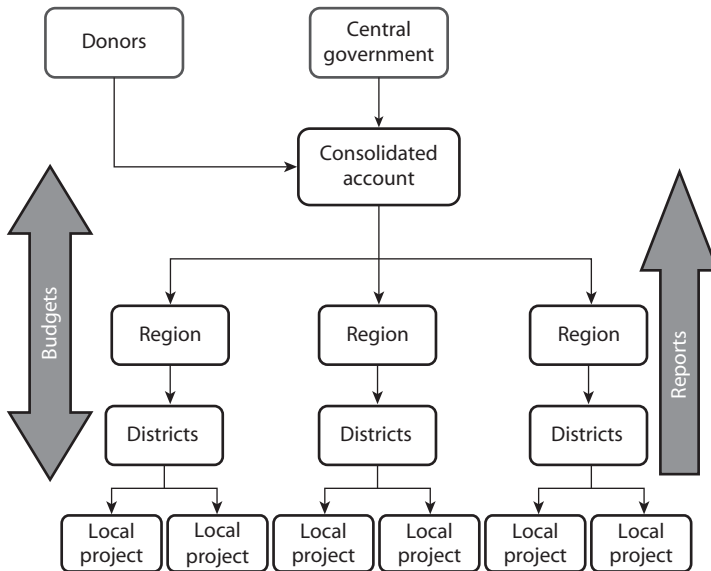 Donors
Central
government
Consolidated
account
Budgets
Reports
Region
Region
Region
Districts
Districts
Districts
Local
project
Local
project
Local
project
Local
project
Local
project
Local
project